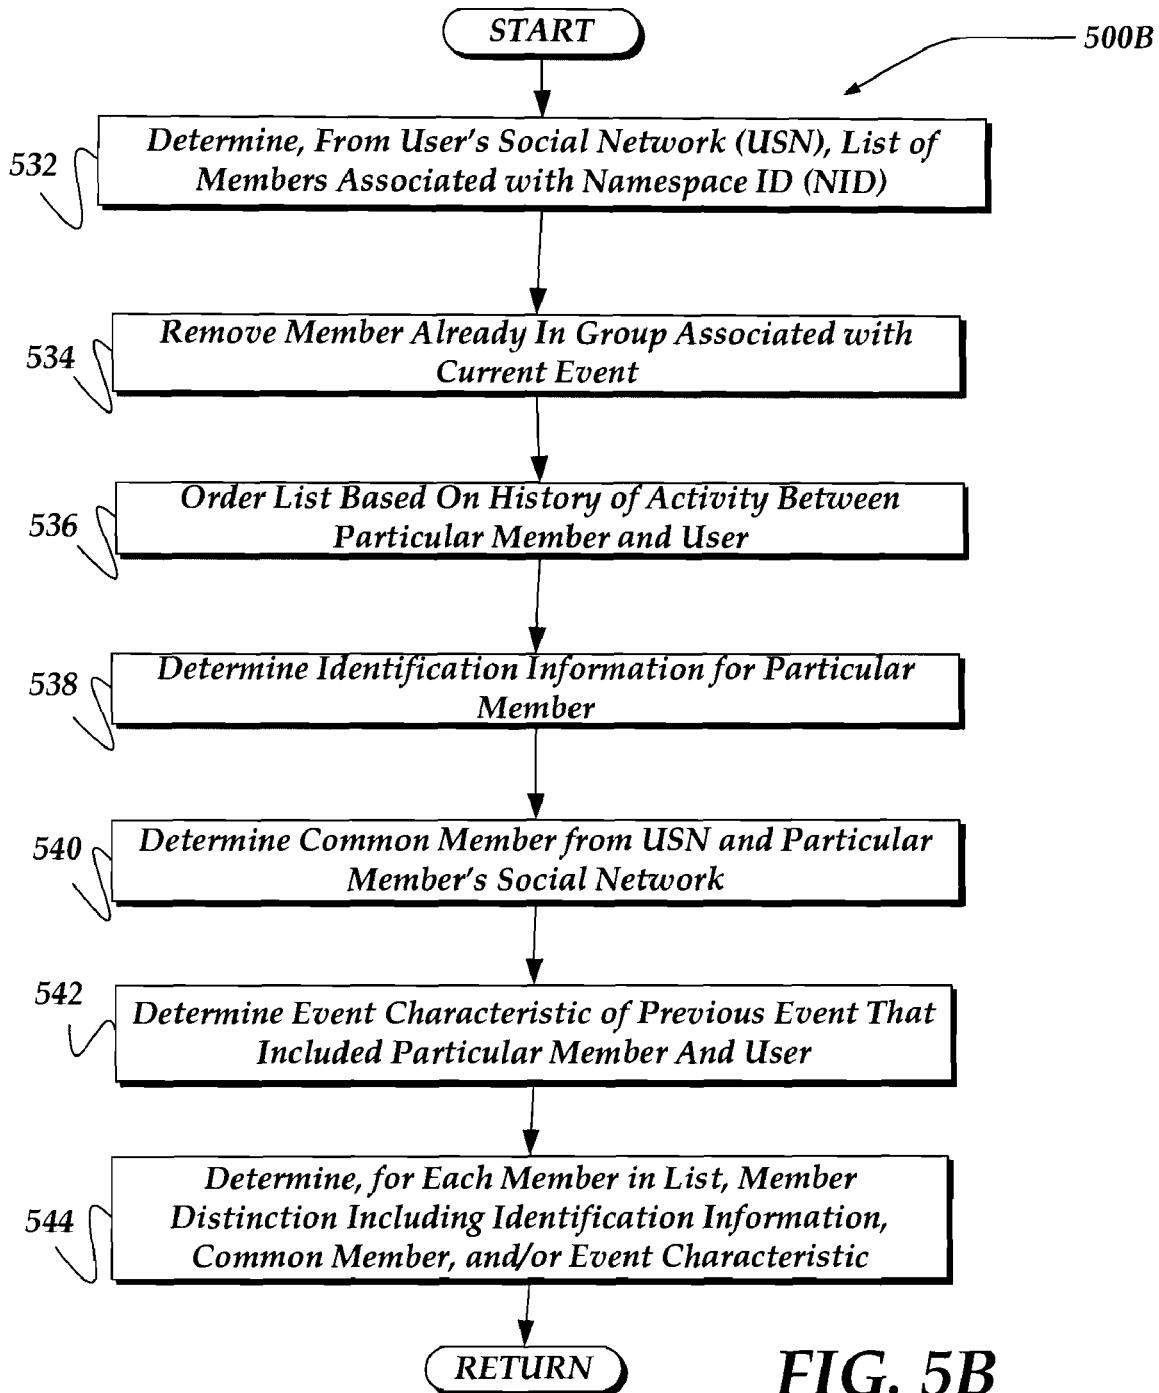 START
500B
532
Determine, From User's Social Network (USN), List of
Members Associated with Namespace ID (NID)
534
Remove Member Already In Group Associated with
Current Event
536
Order List Based On History of Activity Between
Particular Member and User
538
Determine Identification Information for Particular
Member
540
Determine Common Member from USN and Particular
Member's Social Network
542
Determine Event Characteristic of Previous Event That
Included Particular Member And User
544
Determine, for Each Member in List, Member
Distinction Including Identification Information,
Common Member, and/or Event Characteristic
RETURN
FIG. 5B